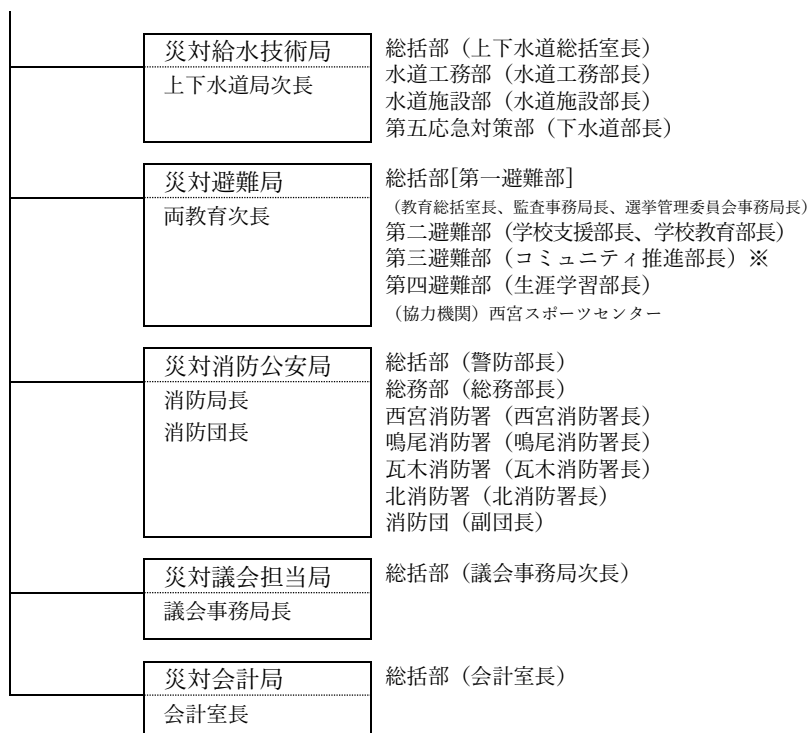 災対給水技術局
上下水道局次長
総括部（上下水道総括室長）
水道工務部（水道工務部長）
水道施設部（水道施設部長）
第五応急対策部（下水道部長）
災対避難局
両教育次長
総括部[第一避難部]
（教育総括室長、監査事務局長、選挙管理委員会事務局長）
第二避難部（学校支援部長、学校教育部長）
第三避難部（コミュニティ推進部長）※
第四避難部（生涯学習部長）
（協力機関）西宮スポーツセンター
災対消防公安局
消防局長
消防団長
総括部（警防部長）
総務部（総務部長）
西宮消防署（西宮消防署長）
鳴尾消防署（鳴尾消防署長）
瓦木消防署（瓦木消防署長）
北消防署（北消防署長）
消防団（副団長）
災対議会担当局
議会事務局長
総括部（議会事務局次長）
災対会計局
会計室長
総括部（会計室長）